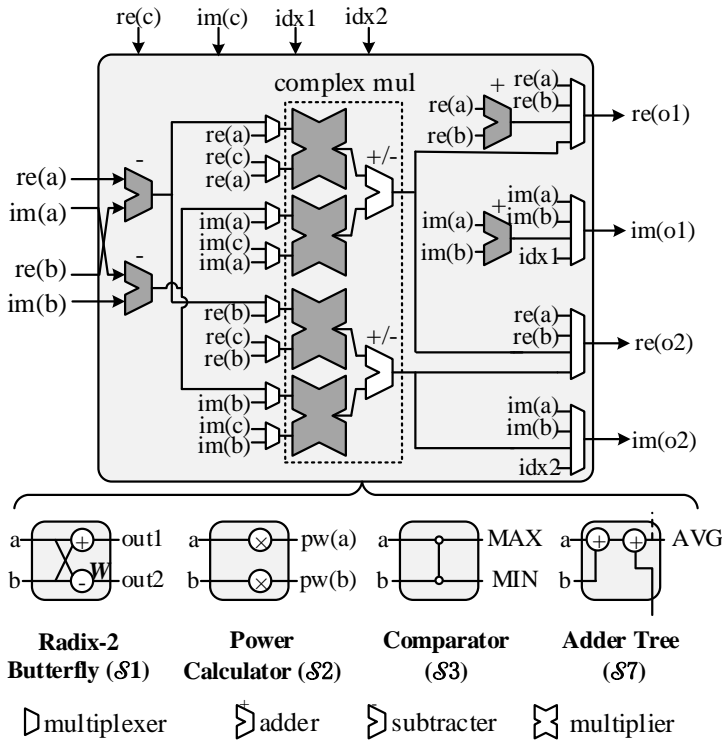 re(c) im(c) idx1 idx2
complex mul
re(a)
im(a)
re(b)
im(b)
-
-
re(a)
re(c)
re(a)
im(a)
im(c)
im(a)
re(b)
re(c)
re(b)
im(b)
im(c)
im(b)
+/-
+/-
+
re(a)
re(b)
re(a)
re(b)
re(o1)
+
im(a)
im(b)
im(a)
im(b)
idx1
im(o1)
re(a)
re(b)
re(o2)
im(a)
im(b)
idx2
im(o2)
a + out1
b - W out2
a × pw(a)
b × pw(b)
a MAX
b MIN
a + + AVG
b
Radix-2
Butterfly (𝒮1)
Power
Calculator (𝒮2)
Comparator
(𝒮3)
Adder Tree
(𝒮7)
multiplexer + adder - subtracter multiplier